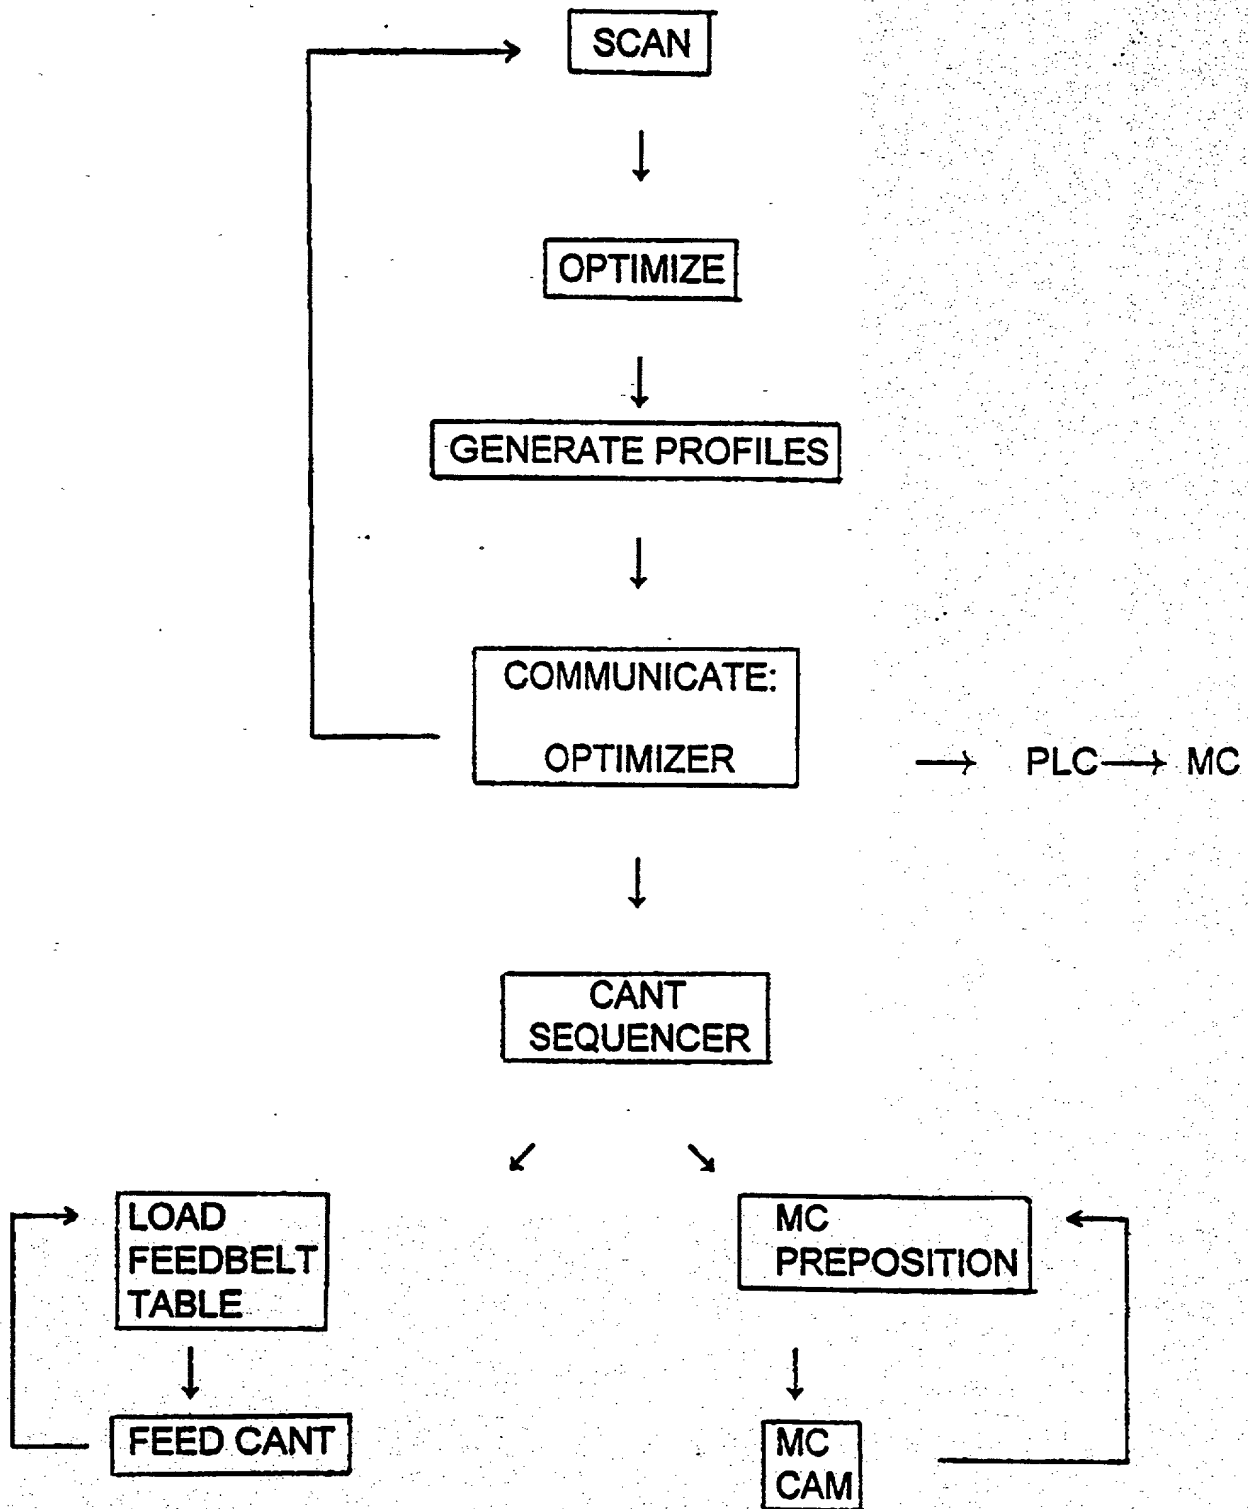 SCAN
OPTIMIZE
GENERATE PROFILES
COMMUNICATE:
OPTIMIZER
PLC MC
CANT
SEQUENCER
LOAD
FEEDBELT
TABLE
MC
PREPOSITION
FEED CANT
MC
CAM